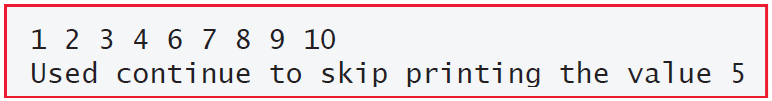 1 2 3 4 6 7 8 9 10
Used continue to skip printing the value 5